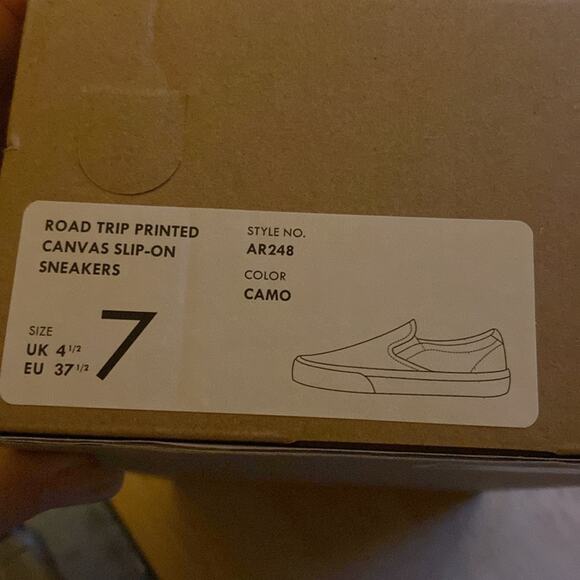 ROAD TRIP PRINTED
CANVAS SLIP-ON
SNEAKERS
SIZE
UK 4 1/2
EU 37 1/2
7
STYLE NO.
AR248
COLOR
CAMO